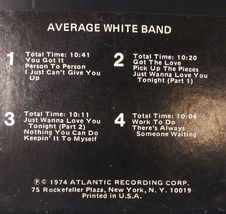 AVERAGE WHITE BAND
1 Total Time: 10:41
You Got It
Person To Person
I Just Can't Give You
Up
2 Total Time: 10:20
Got The Love
Pick Up The Pieces
Just Wanna Love You
Tonight (Part 1)
3 Total Time: 10:11
Just Wanna Love You
Tonight (Part 2)
Nothing You Can Do
Keepin' It To Myself
4 Total Time: 10:04
Work To Do
There's Always
Someone Waiting
℗ © 1974 ATLANTIC RECORDING CORP.
75 Rockefeller Plaza, New York, N. Y. 10019
Printed in U.S.A.